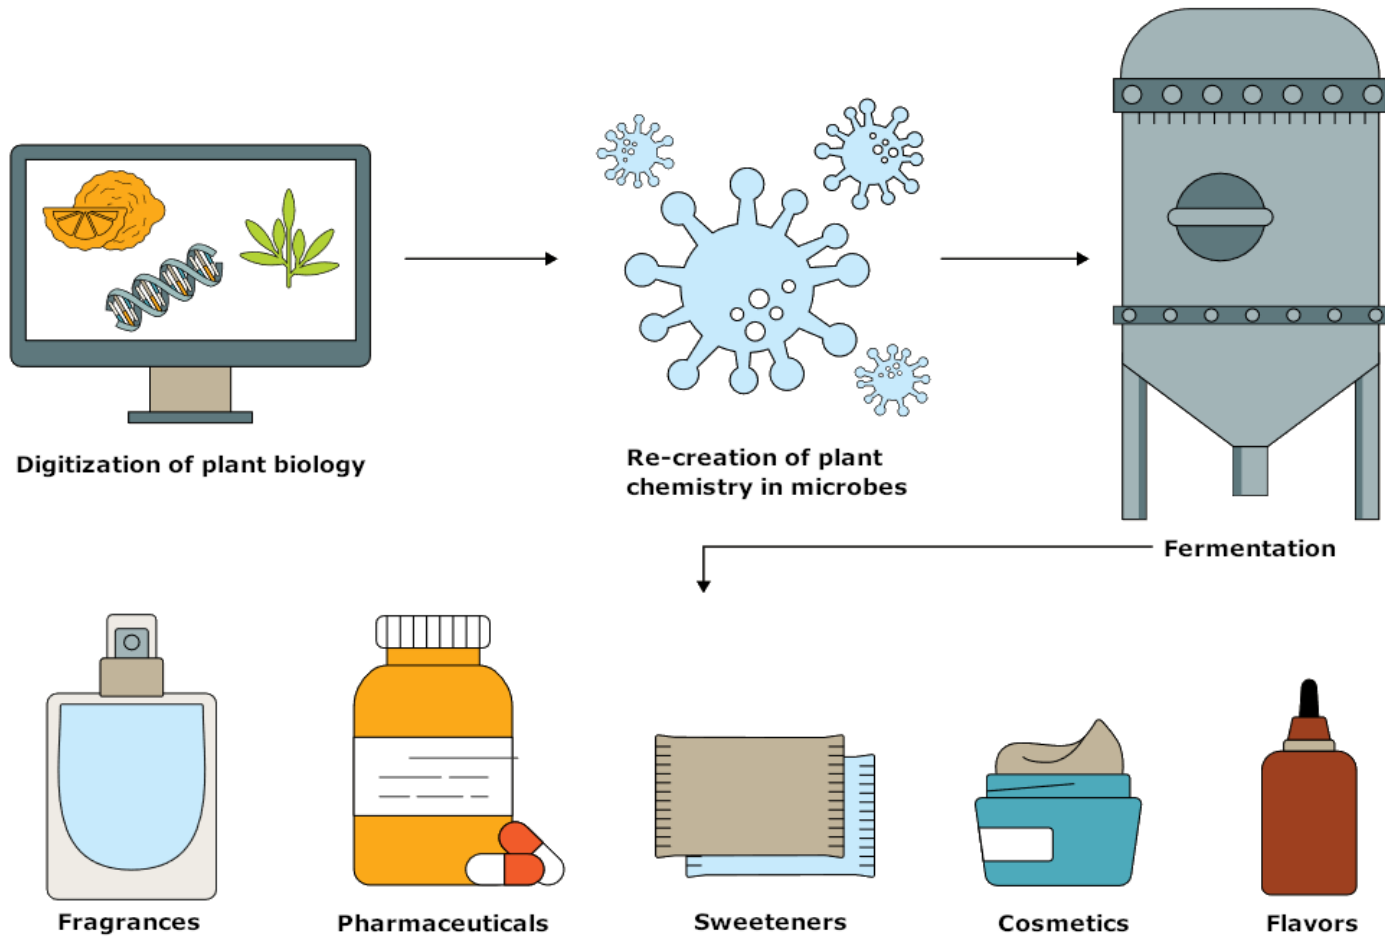 Digitization of plant biology
Re-creation of plant
chemistry in microbes
Fermentation
Fragrances
Pharmaceuticals
Sweeteners
Cosmetics
Flavors